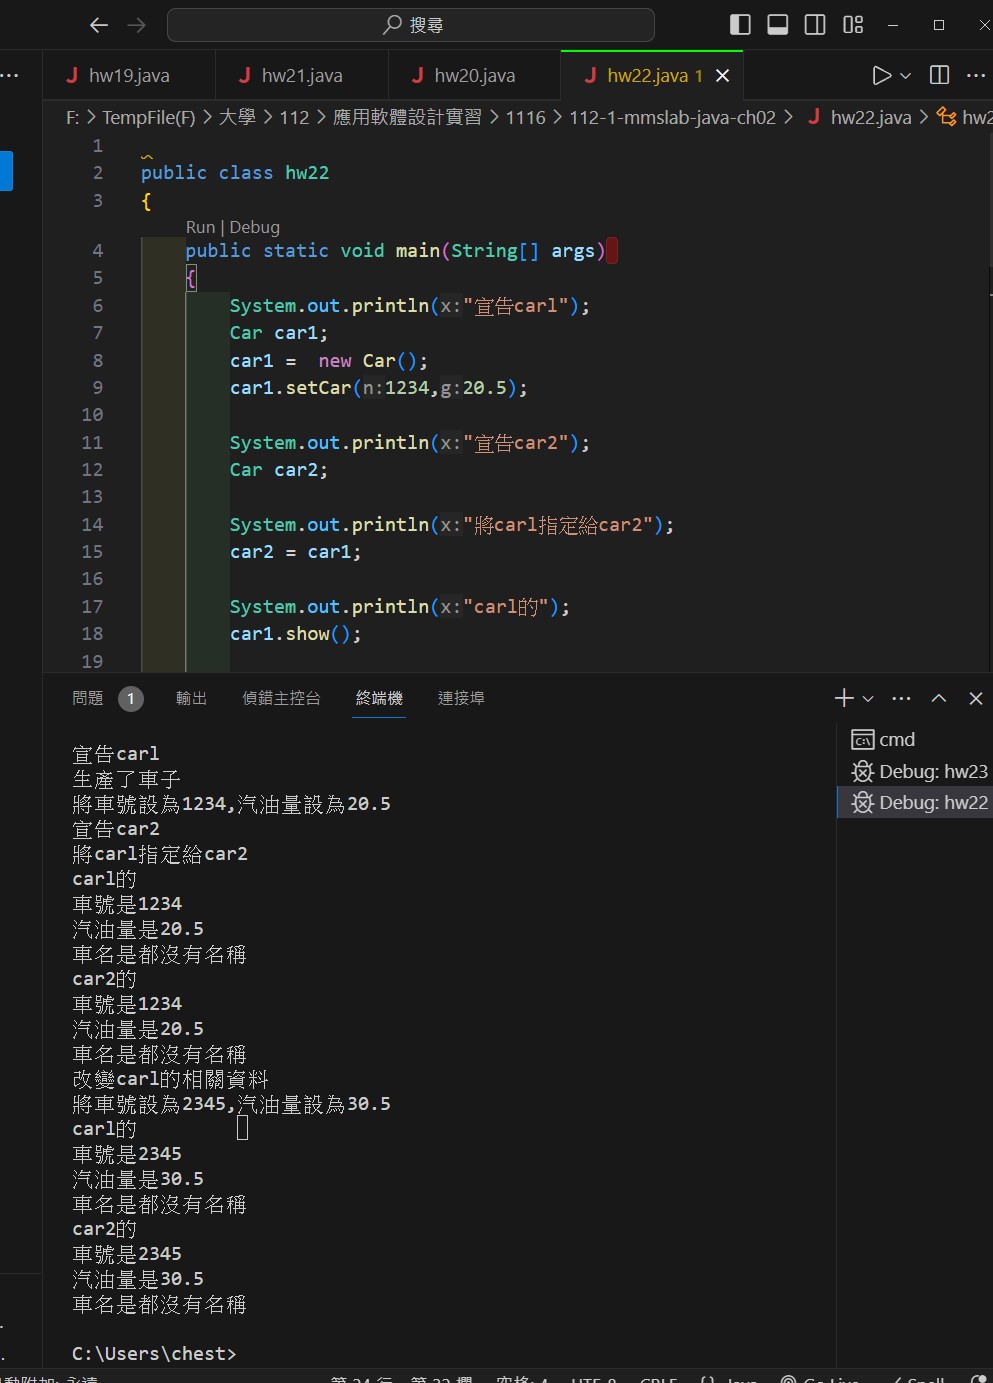 搜尋
hw19.java
hw21.java
hw20.java
hw22.java 1
F: > TempFile(F) > 大學 > 112 > 應用軟體設計實習 > 1116 > 112-1-mmslab-java-ch02 > hw22.java >
1
2 public class hw22
3 {
Run | Debug
4 public static void main(String[] args)
5 {
6 System.out.println(x:"宣告carl");
7 Car car1;
8 car1 =  new Car();
9 car1.setCar(n:1234,g:20.5);
10
11 System.out.println(x:"宣告car2");
12 Car car2;
13
14 System.out.println(x:"將carl指定給car2");
15 car2 = car1;
16
17 System.out.println(x:"carl的");
18 car1.show();
19
問題 1 輸出 偵錯主控台 終端機 連接埠
宣告carl
生產了車子
將車號設為1234,汽油量設為20.5
宣告car2
將carl指定給car2
carl的
車號是1234
汽油量是20.5
車名是都沒有名稱
car2的
車號是1234
汽油量是20.5
車名是都沒有名稱
改變carl的相關資料
將車號設為2345,汽油量設為30.5
carl的
車號是2345
汽油量是30.5
車名是都沒有名稱
car2的
車號是2345
汽油量是30.5
車名是都沒有名稱
C:\Users\chest>
cmd
Debug: hw23
Debug: hw22